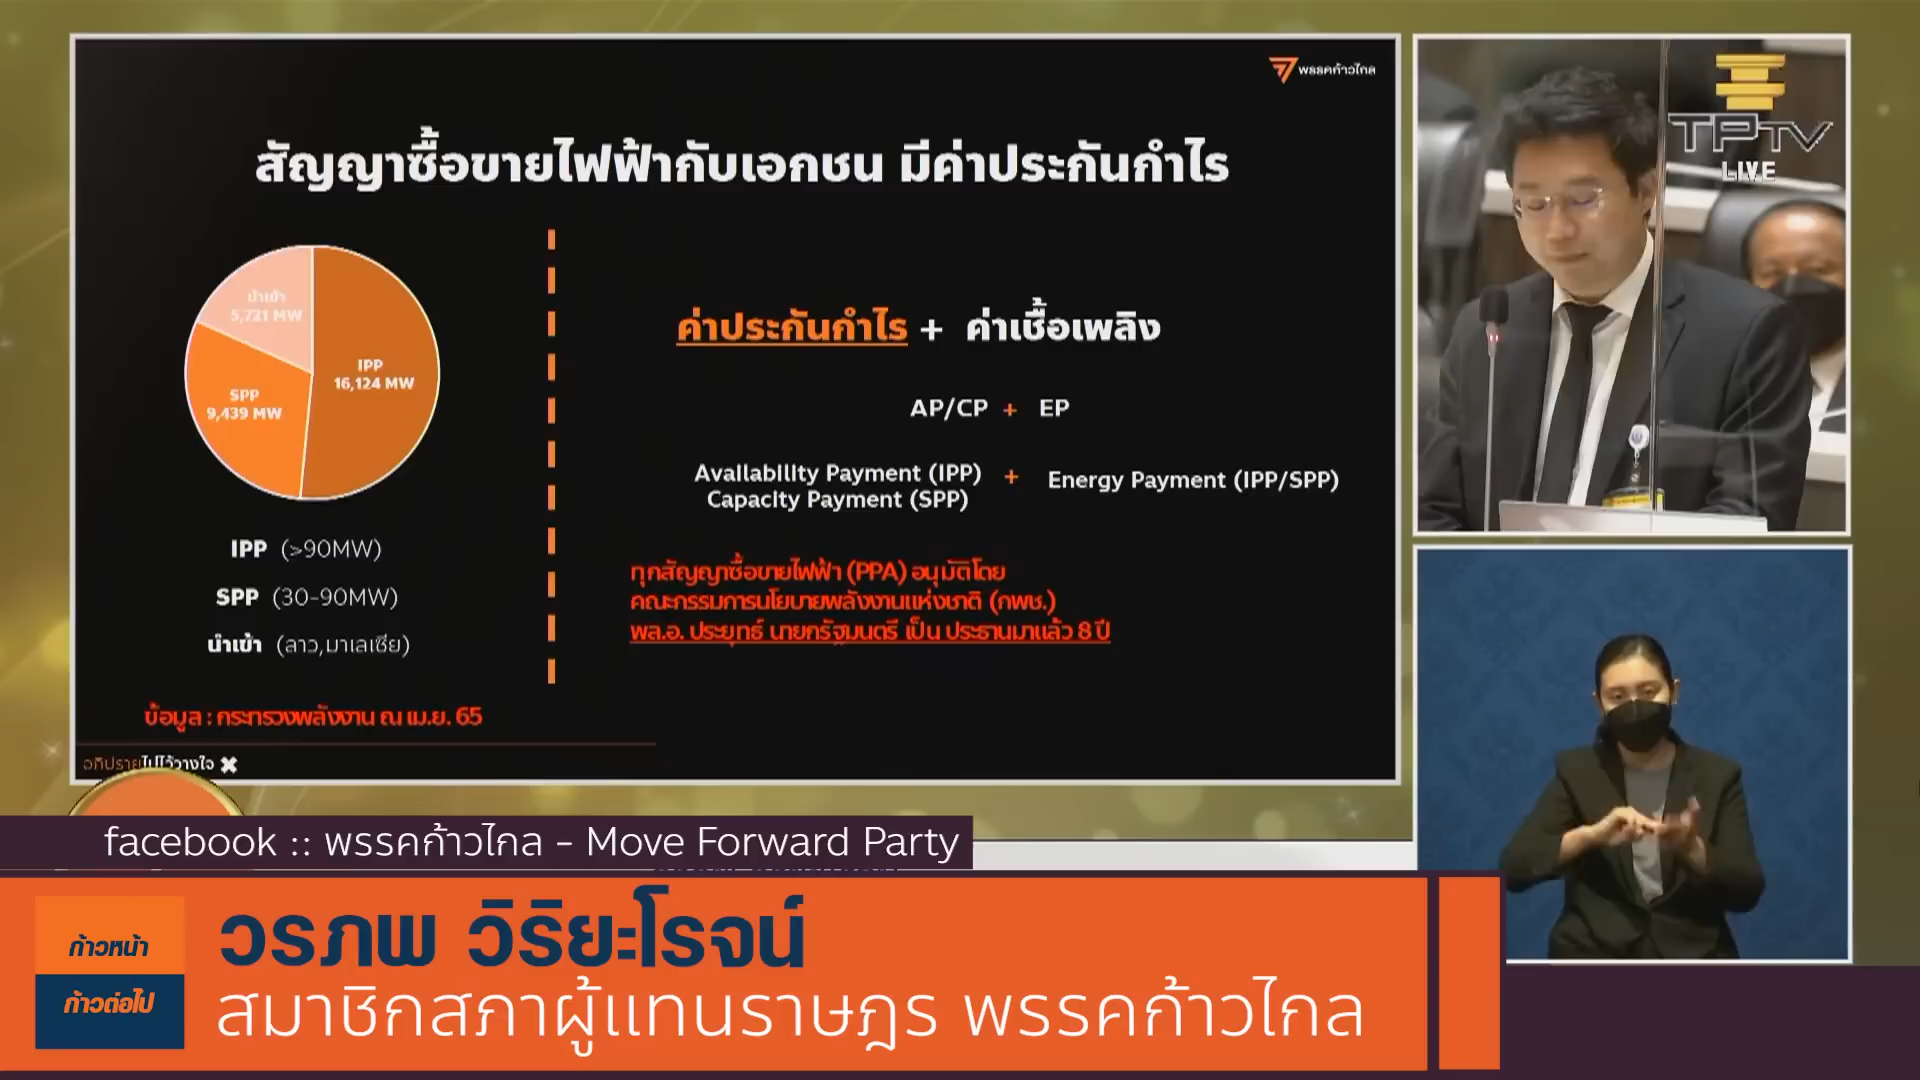 พรรคก้าวไกล
สัญญาซื้อขายไฟฟ้ากับเอกชน มีค่าประกันกำไร
นำเข้า
5,721 MW
IPP
16,124 MW
SPP
9,439 MW
IPP (>90MW)
SPP (30-90MW)
นำเข้า (ลาว,มาเลเซีย)
ข้อมูล : กระทรวงพลังงาน ณ เม.ย. 65
ค่าประกันกำไร + ค่าเชื้อเพลิง
AP/CP + EP
Availability Payment (IPP) + Energy Payment (IPP/SPP)
Capacity Payment (SPP)
ทุกสัญญาซื้อขายไฟฟ้า (PPA) อนุมัติโดย
คณะกรรมการนโยบายพลังงานแห่งชาติ (กพช.)
พล.อ. ประยุทธ์ นายกรัฐมนตรี เป็น ประธานมาแล้ว 8 ปี
อภิปรายไม่ไว้วางใจ
TPTV
LIVE
facebook :: พรรคก้าวไกล - Move Forward Party
ก้าวหน้า
ก้าวต่อไป
วรภพ วิริยะโรจน์
สมาชิกสภาผู้แทนราษฎร พรรคก้าวไกล